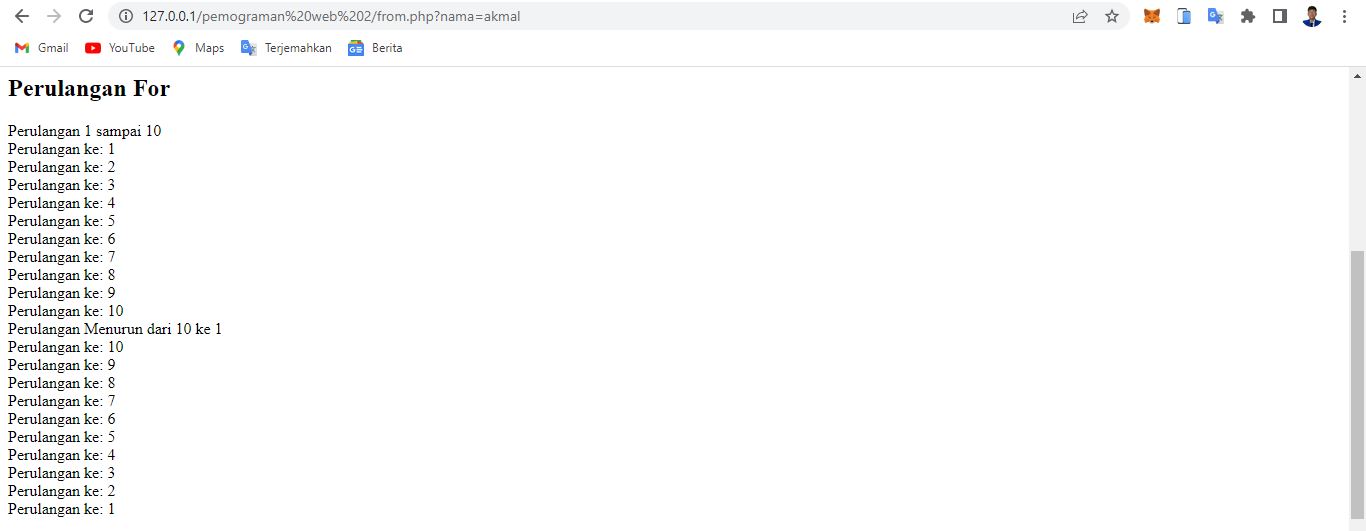 127.0.0.1/pemograman%20web%202/from.php?nama=akmal
Gmail YouTube Maps Terjemahkan Berita
Perulangan For
Perulangan 1 sampai 10
Perulangan ke: 1
Perulangan ke: 2
Perulangan ke: 3
Perulangan ke: 4
Perulangan ke: 5
Perulangan ke: 6
Perulangan ke: 7
Perulangan ke: 8
Perulangan ke: 9
Perulangan ke: 10
Perulangan Menurun dari 10 ke 1
Perulangan ke: 10
Perulangan ke: 9
Perulangan ke: 8
Perulangan ke: 7
Perulangan ke: 6
Perulangan ke: 5
Perulangan ke: 4
Perulangan ke: 3
Perulangan ke: 2
Perulangan ke: 1